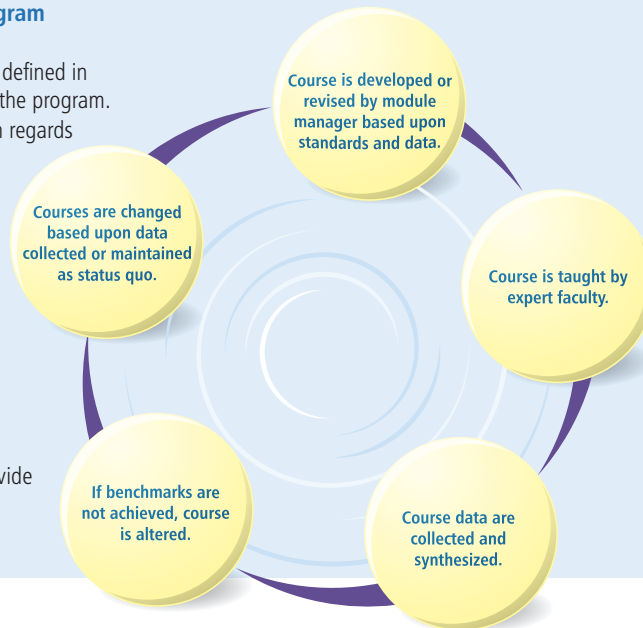 gram
defined in
the program.
regards
Course is developed or
revised by module
manager based upon
standards and data.
Course is taught by
expert faculty.
Course data are
collected and
synthesized.
If benchmarks are
not achieved, course
is altered.
Courses are changed
based upon data
collected or maintained
as status quo.
vide